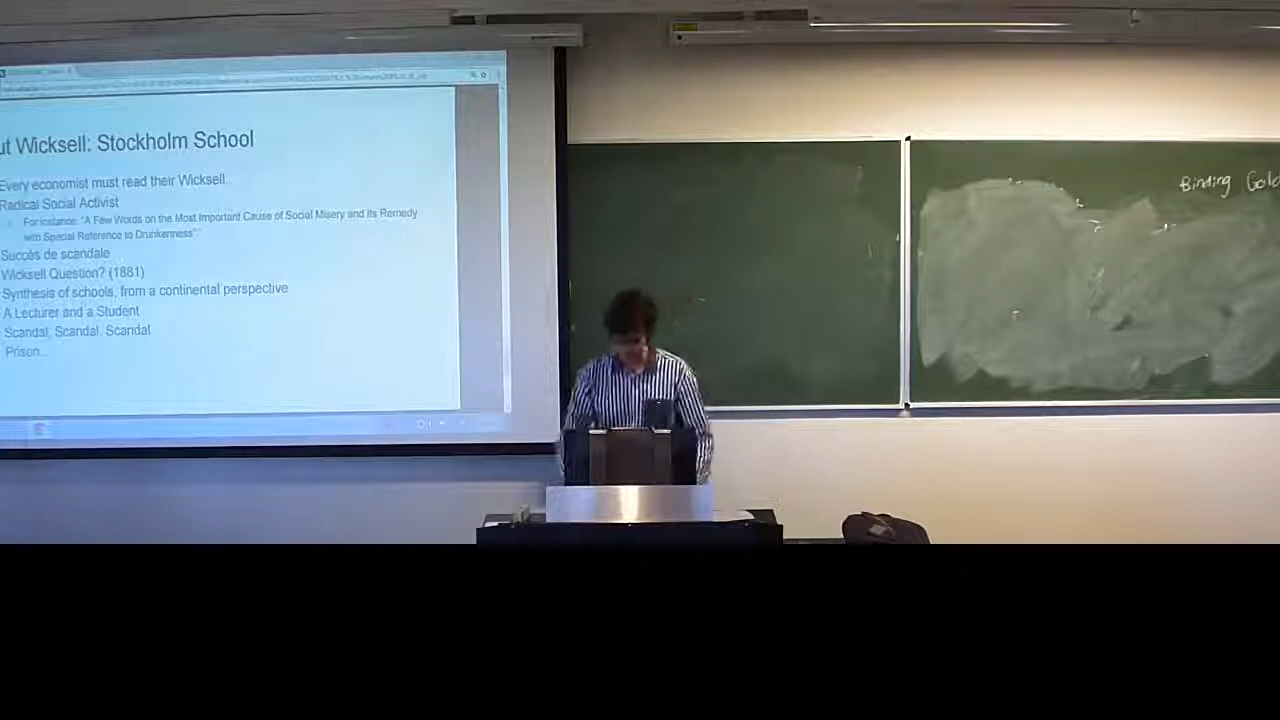 ut Wicksell: Stockholm School
Every economist must read their Wicksell.
Radical Social Activist
For instance: "A Few Words on the Most Important Cause of Social Misery and Its Remedy
with Special Reference to Drunkenness"
Succès de scandale
Wicksell Question? (1881)
Synthesis of schools, from a continental perspective
A Lecturer and a Student
Scandal, Scandal, Scandal
Prison...
Binding Gold